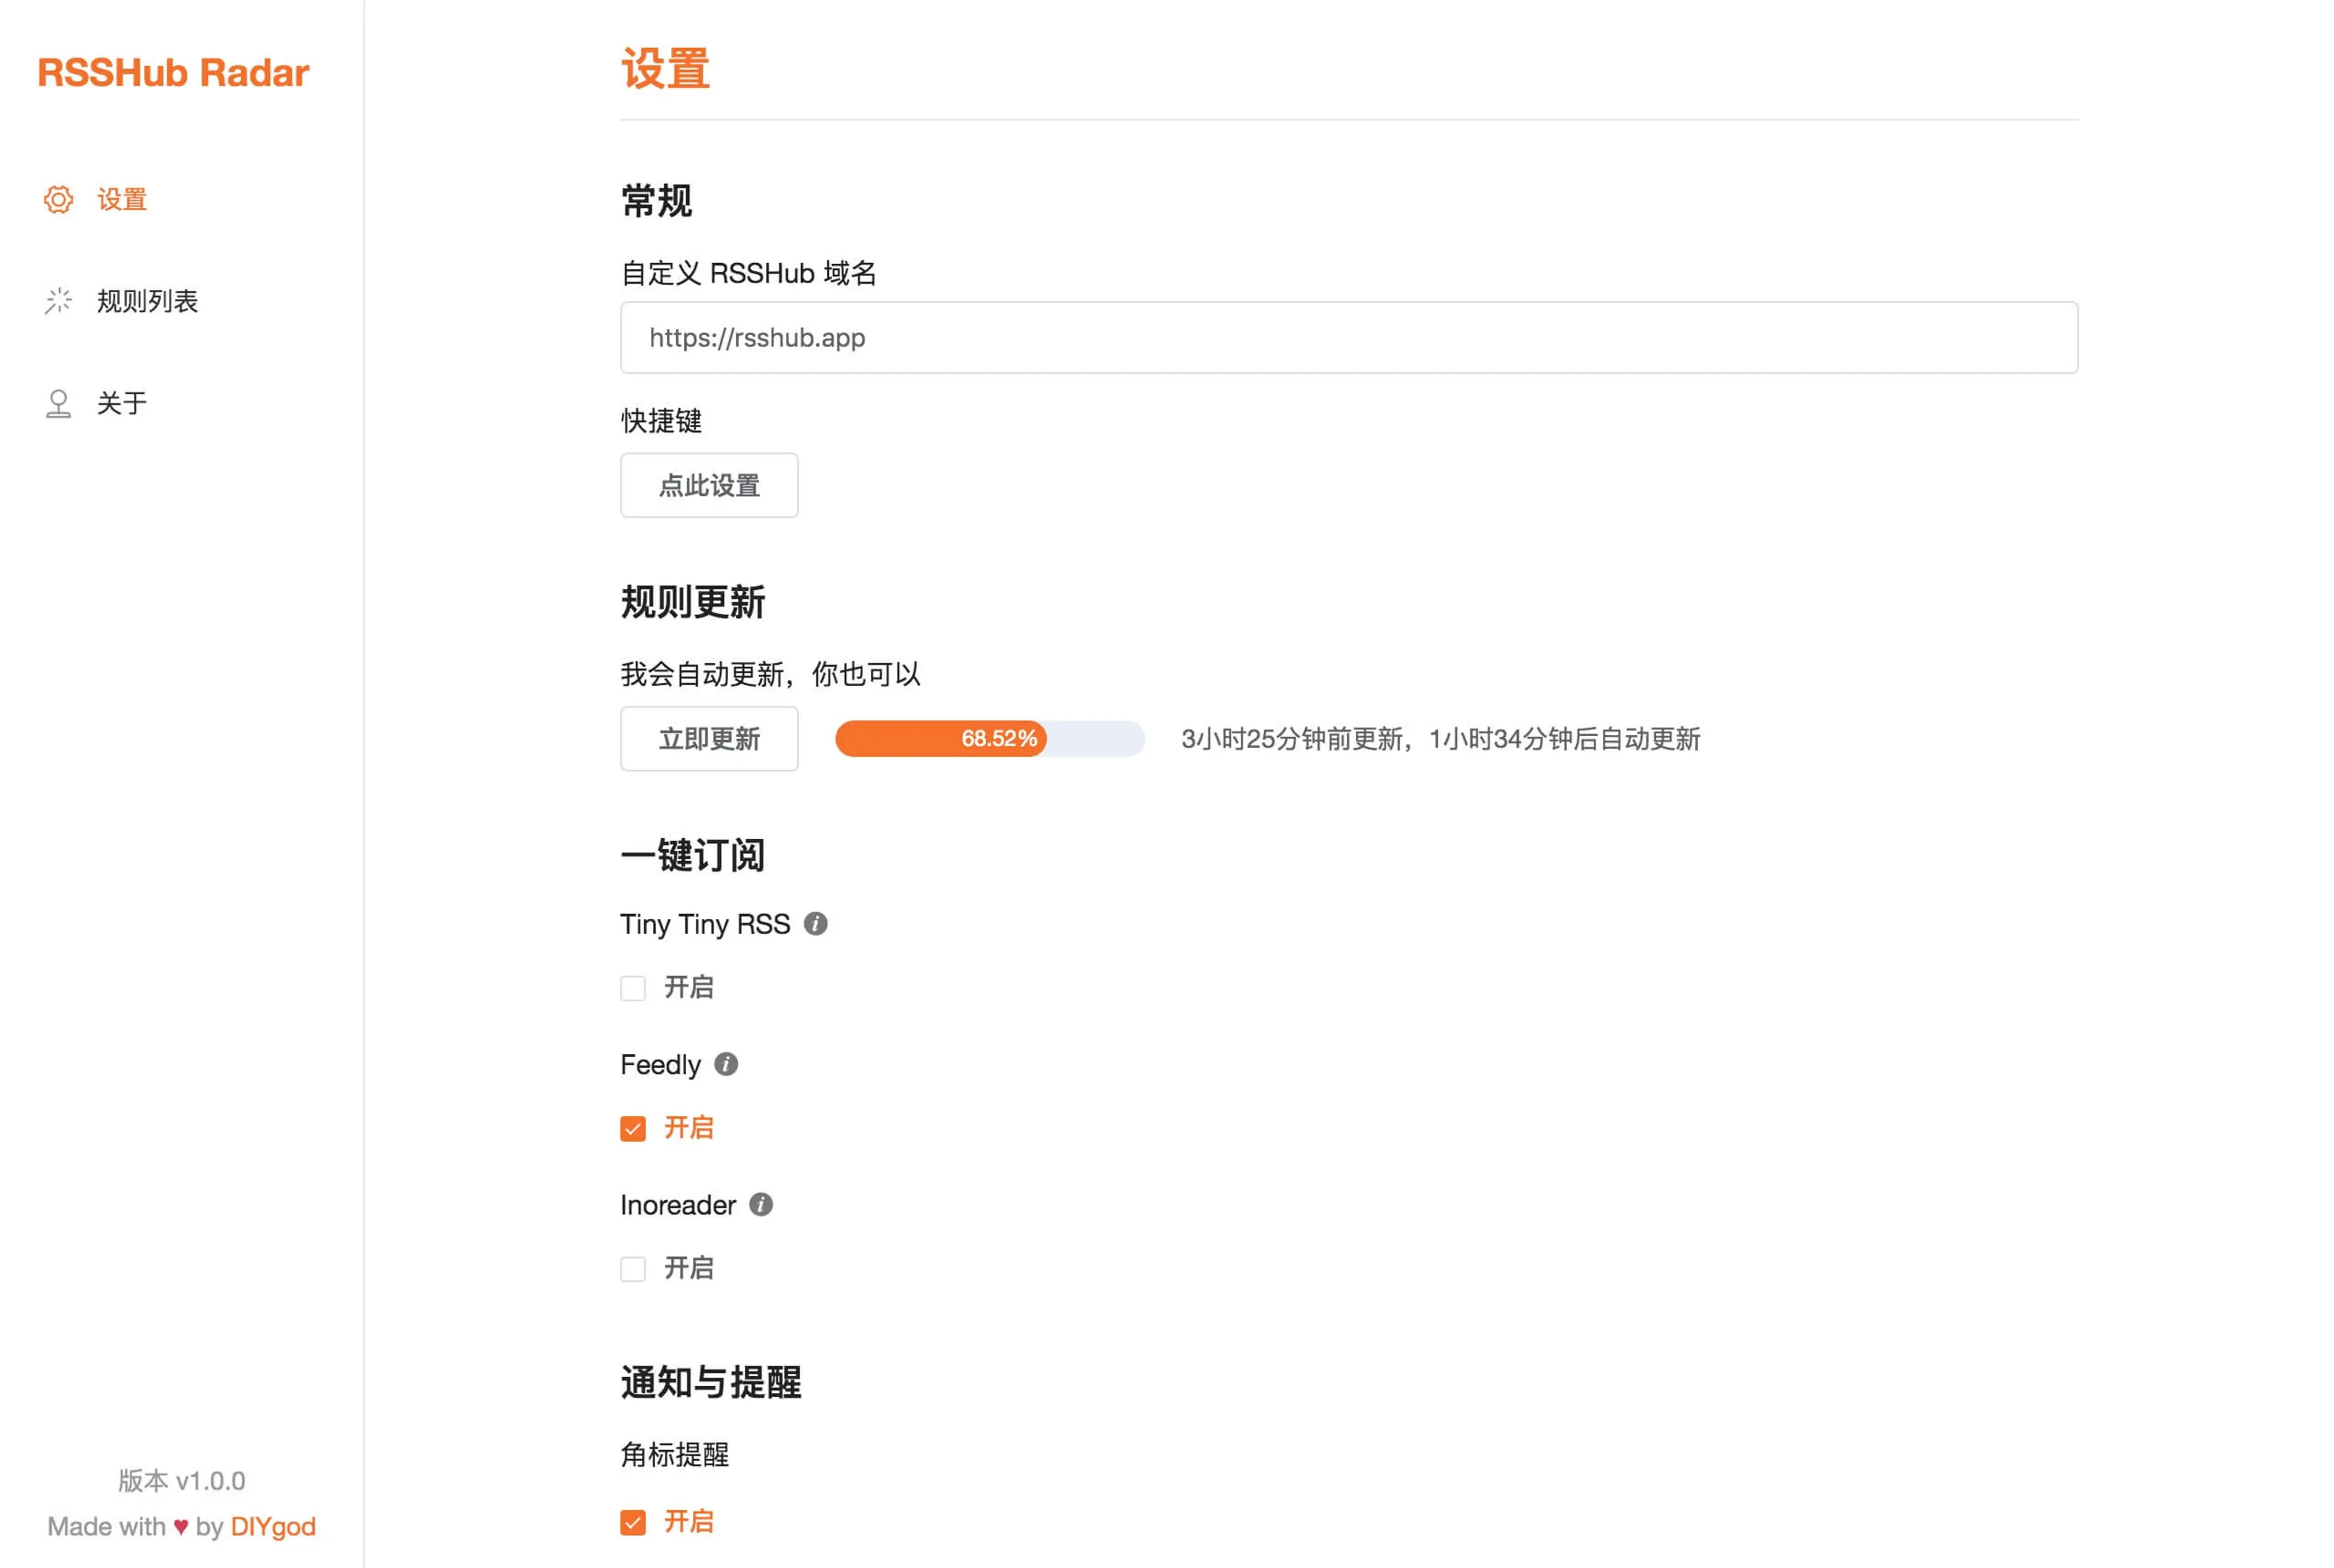 RSSHub Radar
设置
规则列表
关于
版本 v1.0.0
Made with ♥ by DIYgod
设置
常规
自定义 RSSHub 域名
https://rsshub.app
快捷键
点此设置
规则更新
我会自动更新，你也可以
立即更新 68.52% 3小时25分钟前更新，1小时34分钟后自动更新
一键订阅
Tiny Tiny RSS
开启
Feedly
开启
Inoreader
开启
通知与提醒
角标提醒
开启